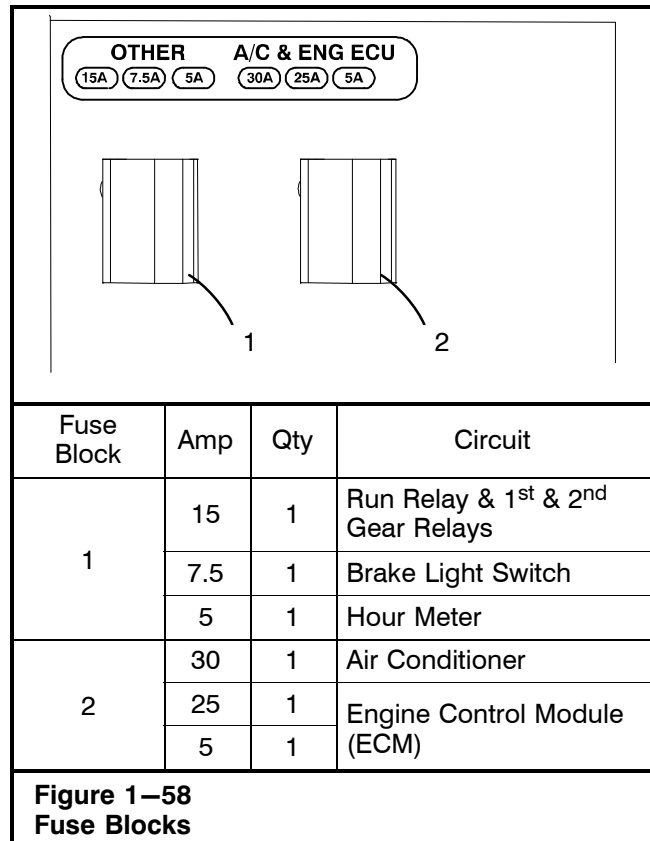 OTHER A/C & ENG ECU
15A 7.5A 5A 30A 25A 5A
1 2
Fuse Block Amp Qty Circuit
1 15 1 Run Relay & 1st & 2nd Gear Relays
7.5 1 Brake Light Switch
5 1 Hour Meter
2 30 1 Air Conditioner
25 1 Engine Control Module (ECM)
5 1
Figure 1–58
Fuse Blocks